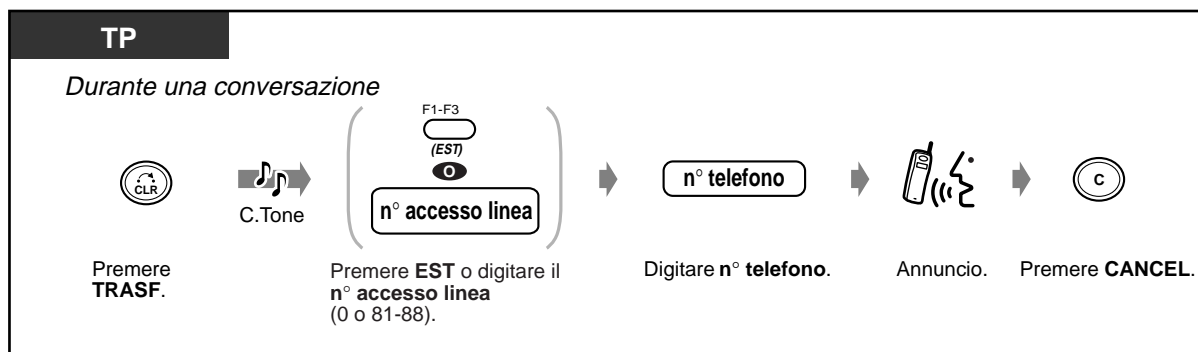 TP
Durante una conversazione
F1-F3
(EST)
O
n° accesso linea
CLR
C.Tone
n° telefono
C
Premere
TRASF.
Premere EST o digitare il
n° accesso linea
(0 o 81-88).
Digitare n° telefono.
Annuncio.
Premere CANCEL.